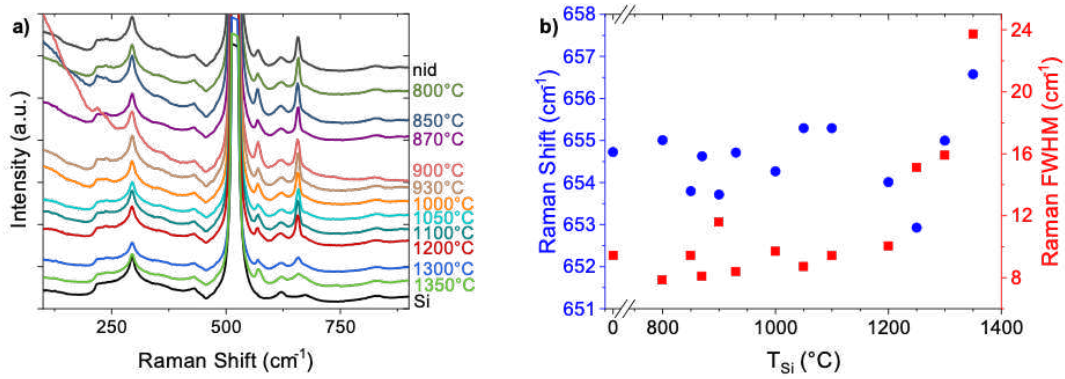 a)
Intensity (a.u.)
nid
800°C
850°C
870°C
900°C
930°C
1000°C
1050°C
1100°C
1200°C
1300°C
1350°C
Si
250 500 750
Raman Shift (cm-1)
b)
658
657
656
655
654
653
652
651
Raman Shift (cm-1)
24
20
16
12
8
Raman FWHM (cm-1)
0 800 1000 1200 1400
TSi (°C)